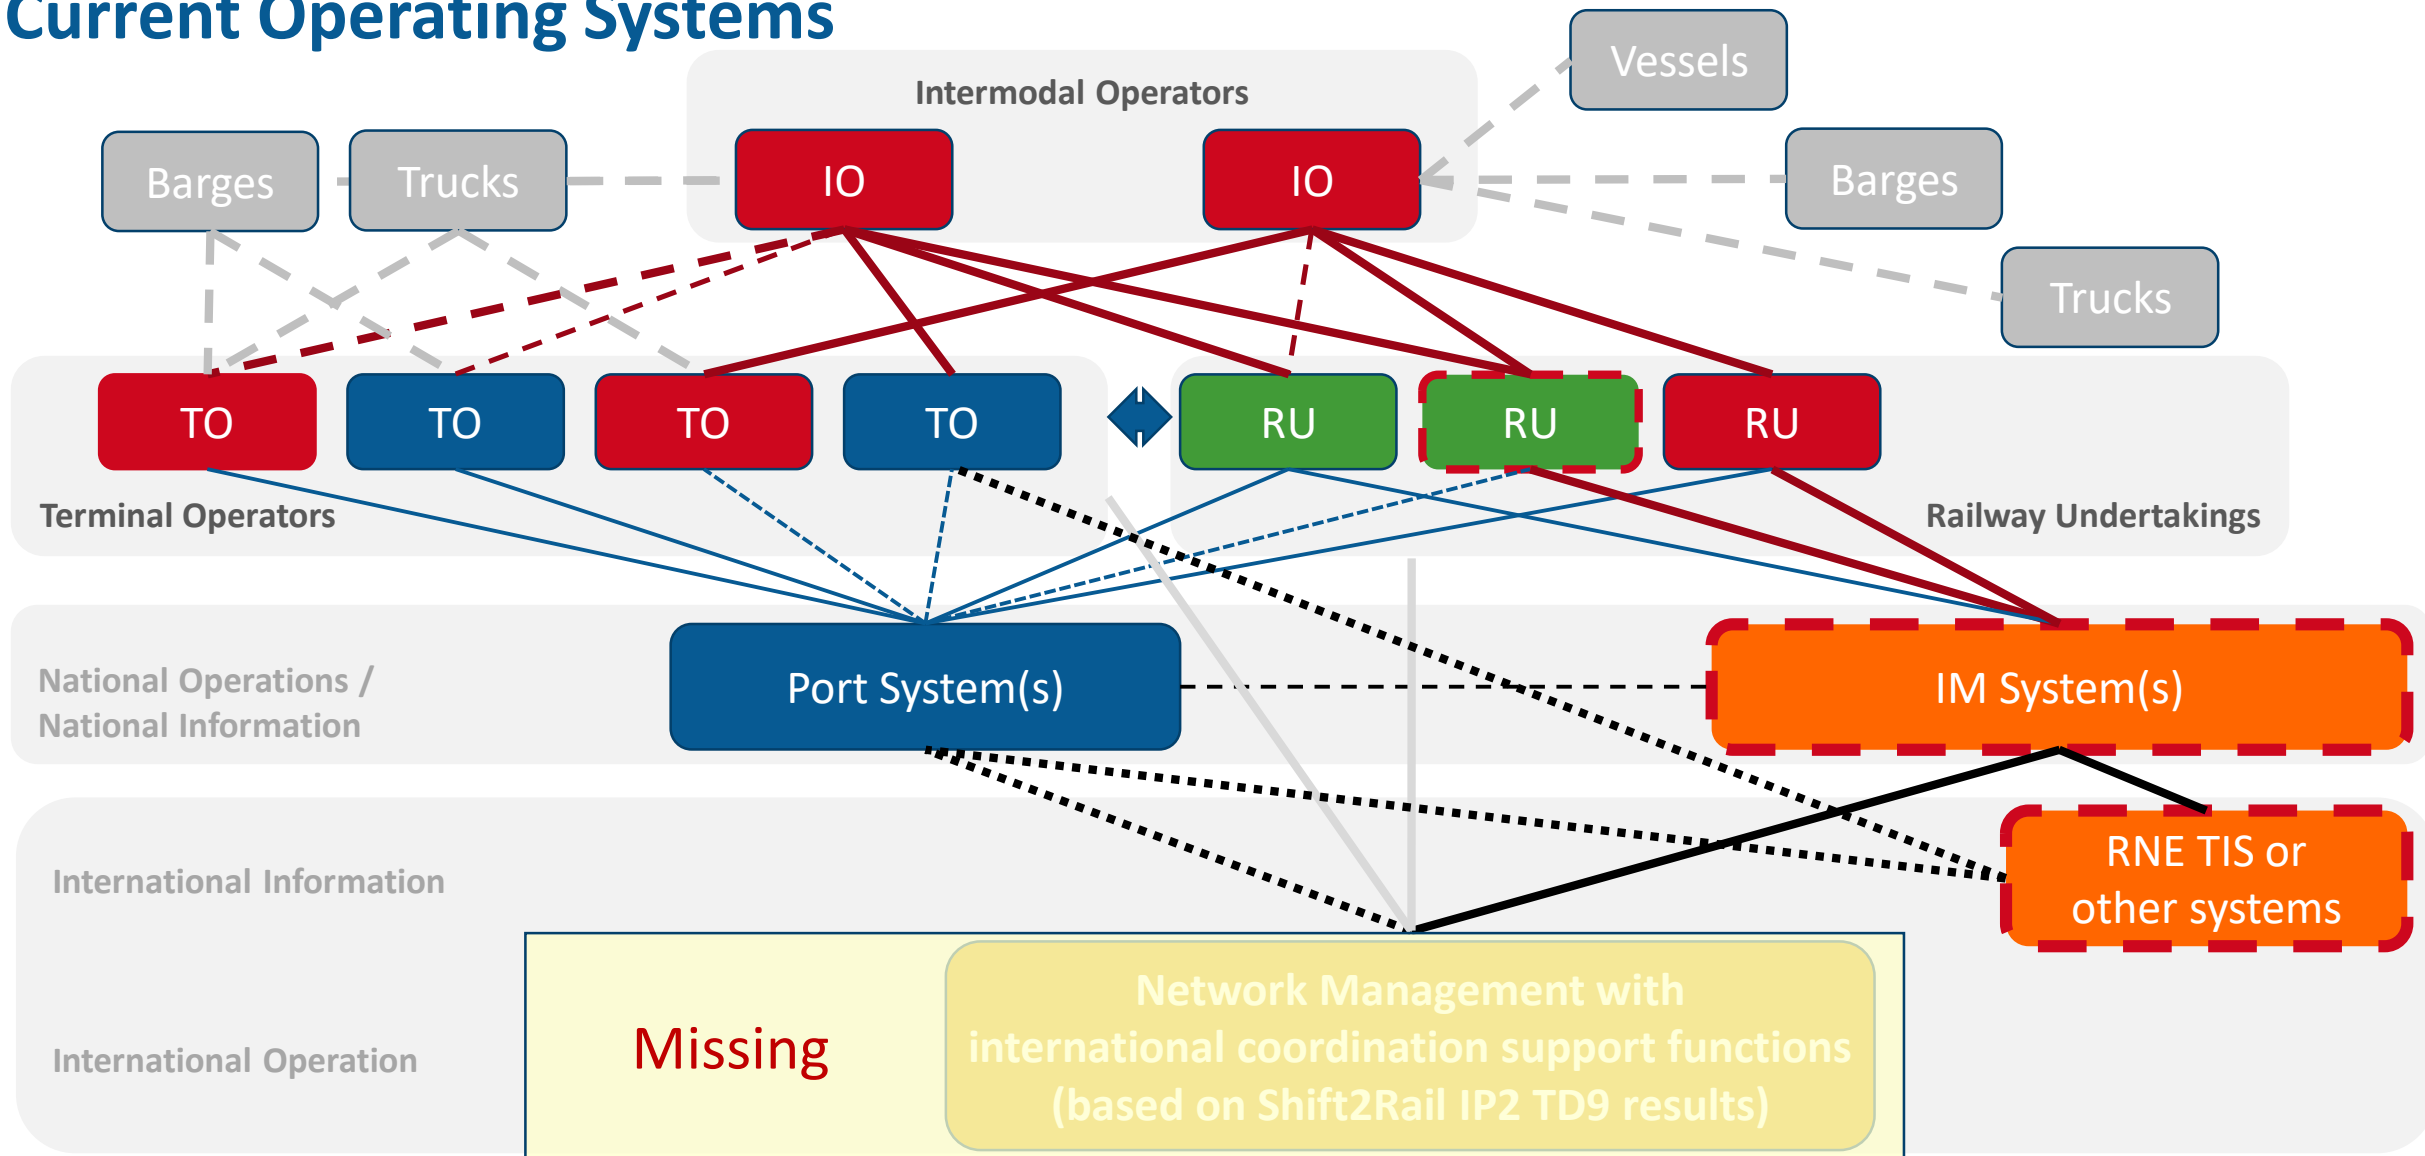 Current Operating Systems
Vessels
Intermodal Operators
Barges
Trucks
IO
IO
Barges
Trucks
TO
TO
TO
TO
RU
RU
RU
Terminal Operators
Railway Undertakings
National Operations /
National Information
Port System(s)
IM System(s)
International Information
RNE TIS or
other systems
International Operation
Missing
Network Management with
international coordination support functions
(based on Shift2Rail IP2 TD9 results)